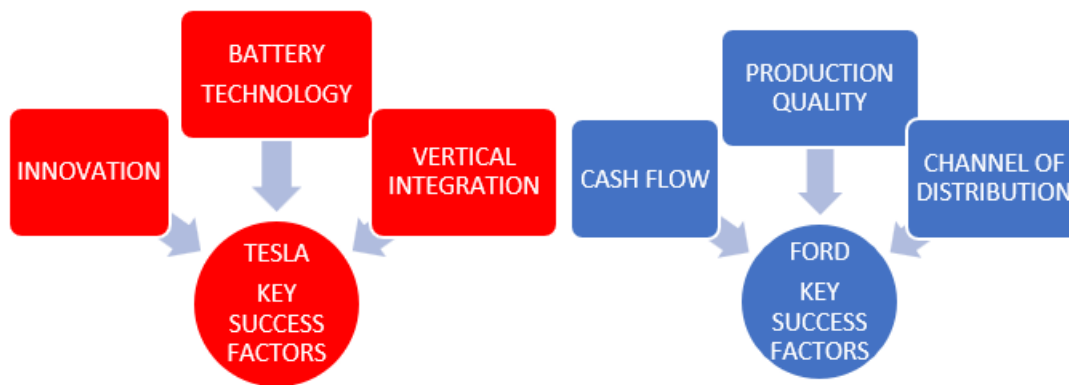 INNOVATION
BATTERY
TECHNOLOGY
VERTICAL
INTEGRATION
TESLA
KEY
SUCCESS
FACTORS
CASH FLOW
PRODUCTION
QUALITY
CHANNEL OF
DISTRIBUTION
FORD
KEY
SUCCESS
FACTORS